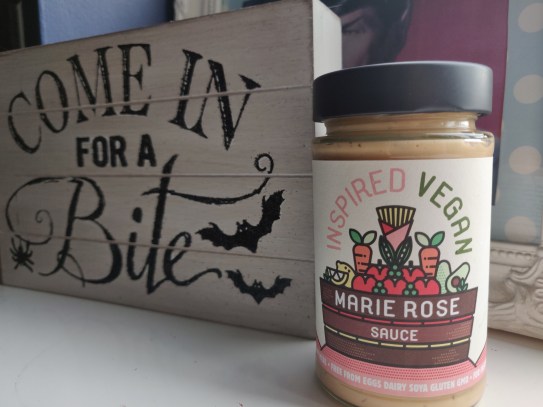 COME IN
FOR A
Bite
INSPIRED VEGAN
MARIE ROSE
SAUCE
FREE FROM EGGS DAIRY SOYA GLUTEN GMO